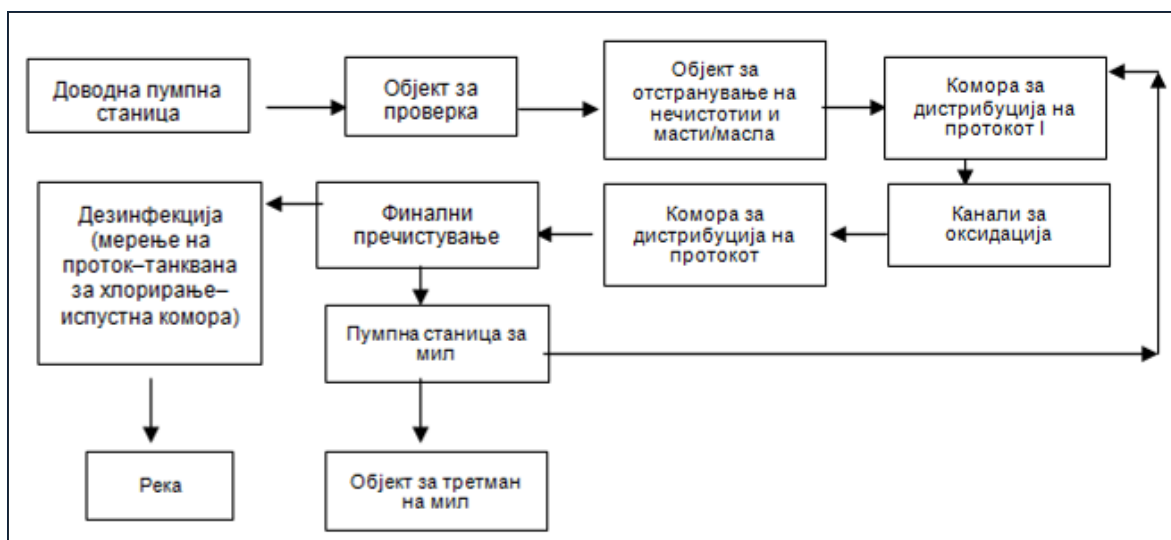 Доводна пумпна
станица
Објект за
проверка
Објект за
отстранување на
нечистотии и
масти/масла
Комора за
дистрибуција на
протокот I
Дезинфекција
(мерење на
проток–танквана
за хлорирање–
испустна комора)
Финални
пречистување
Комора за
дистрибуција на
протокот
Канали за
оксидација
Пумпна станица за
мил
Река
Објект за третман
на мил